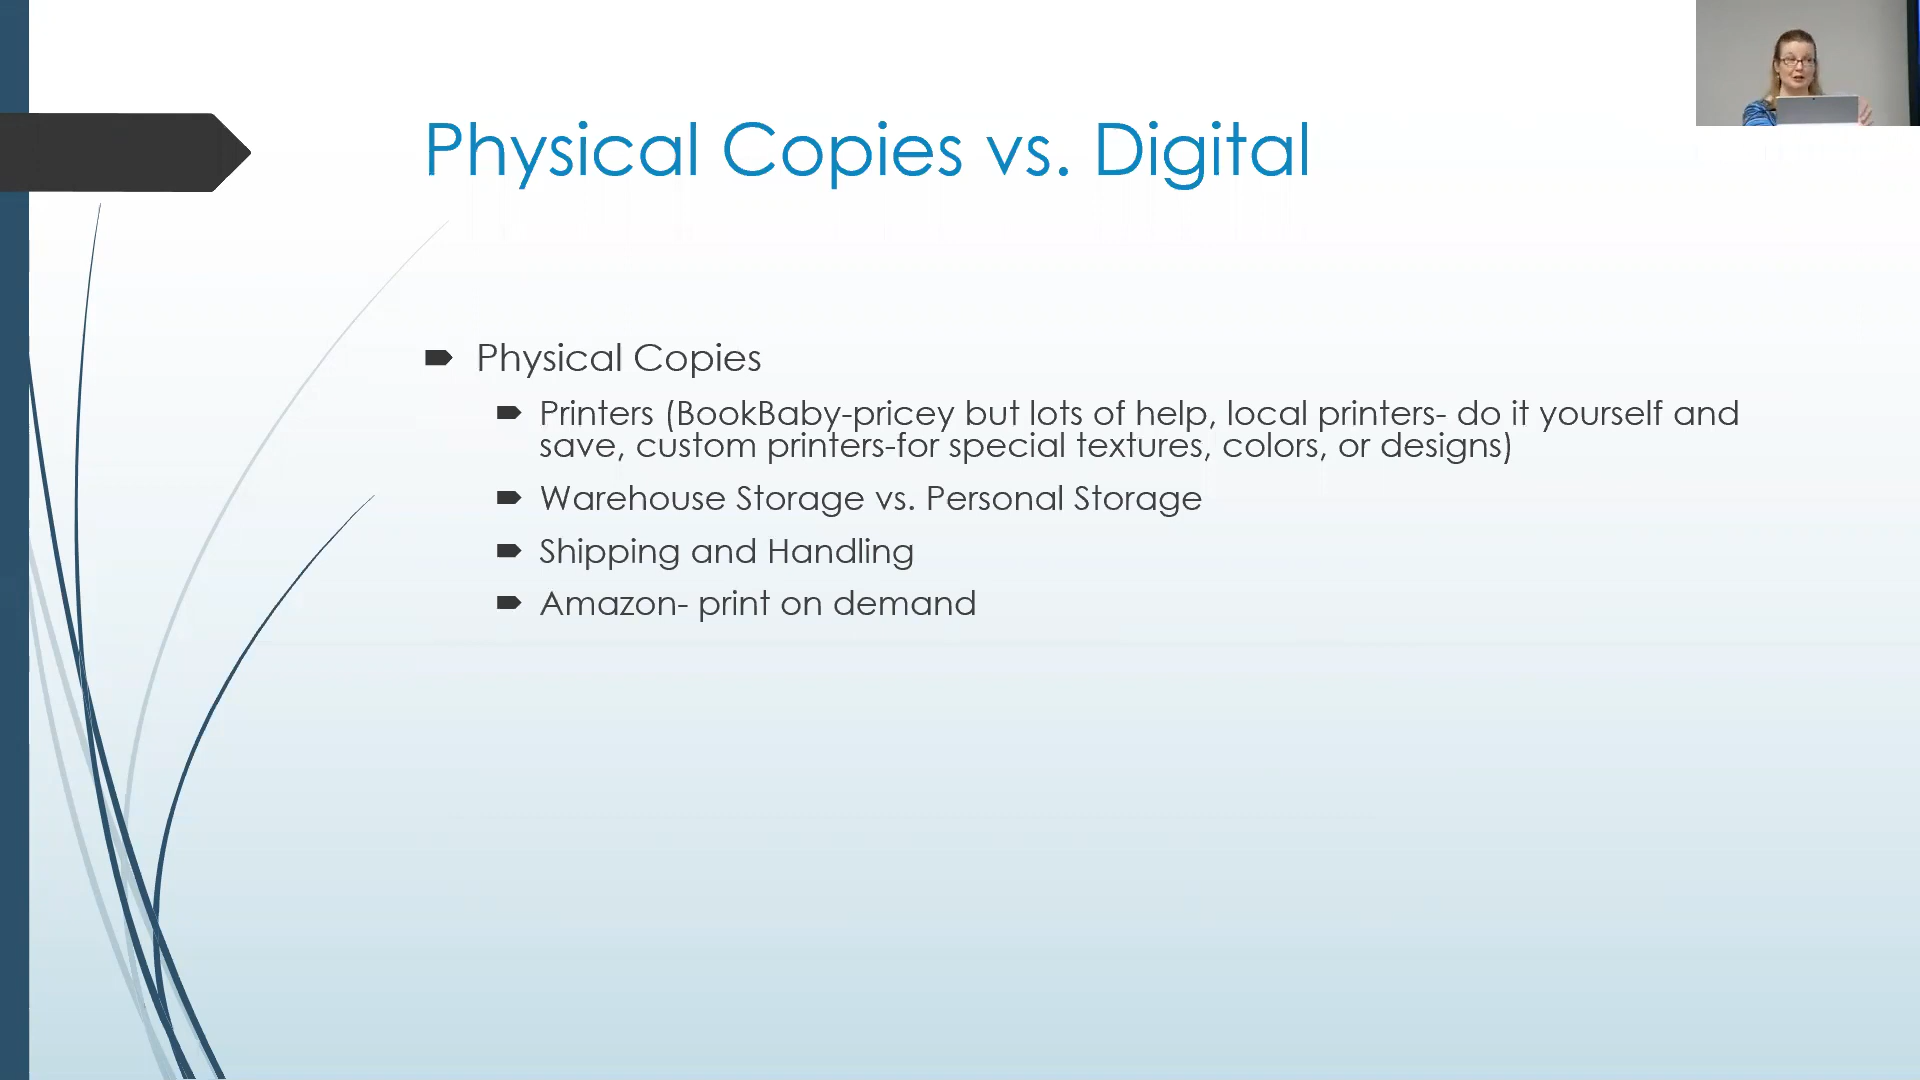 Physical Copies vs. Digital
Physical Copies
Printers (BookBaby-pricey but lots of help, local printers- do it yourself and
save, custom printers-for special textures, colors, or designs)
Warehouse Storage vs. Personal Storage
Shipping and Handling
Amazon- print on demand